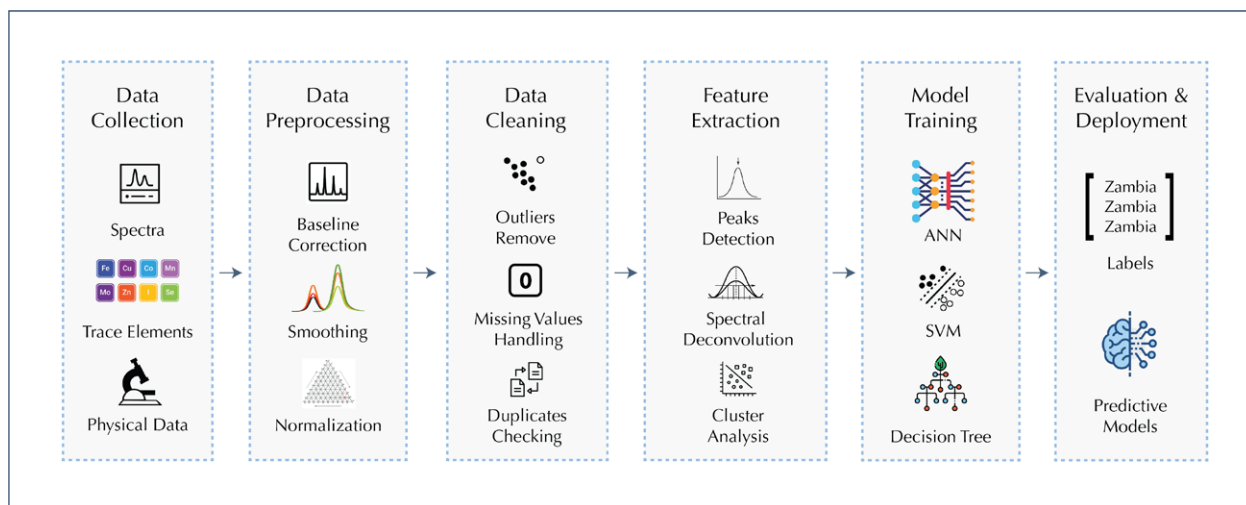 Data
Collection
Spectra
Fe Cu Co Mn
Mo Zn I Se
Trace Elements
Physical Data
Data
Preprocessing
Baseline
Correction
Smoothing
Normalization
Data
Cleaning
Outliers
Remove
0
Missing Values
Handling
Duplicates
Checking
Feature
Extraction
Peaks
Detection
Spectral
Deconvolution
Cluster
Analysis
Model
Training
ANN
SVM
Decision Tree
Evaluation &
Deployment
Zambia
Zambia
Zambia
Labels
Predictive
Models